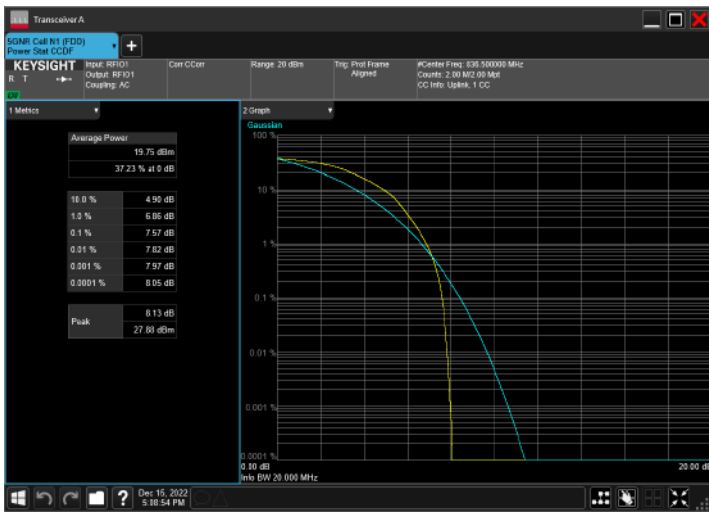 Transceiver A
5GNR Cell N1 (FDD)
Power Stat CCDF
KEYSIGHT
R T
Input: RFIO1
Output: RFIO1
Coupling: AC
Corr CCorr
Range: 20 dBm
Trig: Prot Frame
Aligned
#Center Freq: 836.500000 MHz
Counts: 2.00 M/2.00 Mpt
CC Info: Uplink, 1 CC
1 Metrics
Average Power
19.75 dBm
37.23 % at 0 dB
10.0 % 4.90 dB
1.0 % 6.86 dB
0.1 % 7.57 dB
0.01 % 7.82 dB
0.001 % 7.97 dB
0.0001 % 8.05 dB
Peak
8.13 dB
27.88 dBm
2 Graph
Gaussian
100 %
10 %
1 %
0.1 %
0.01 %
0.001 %
0.0001 %
0.00 dB
20.00 dB
Info BW 20.000 MHz
Dec 15, 2022
5:08:54 PM